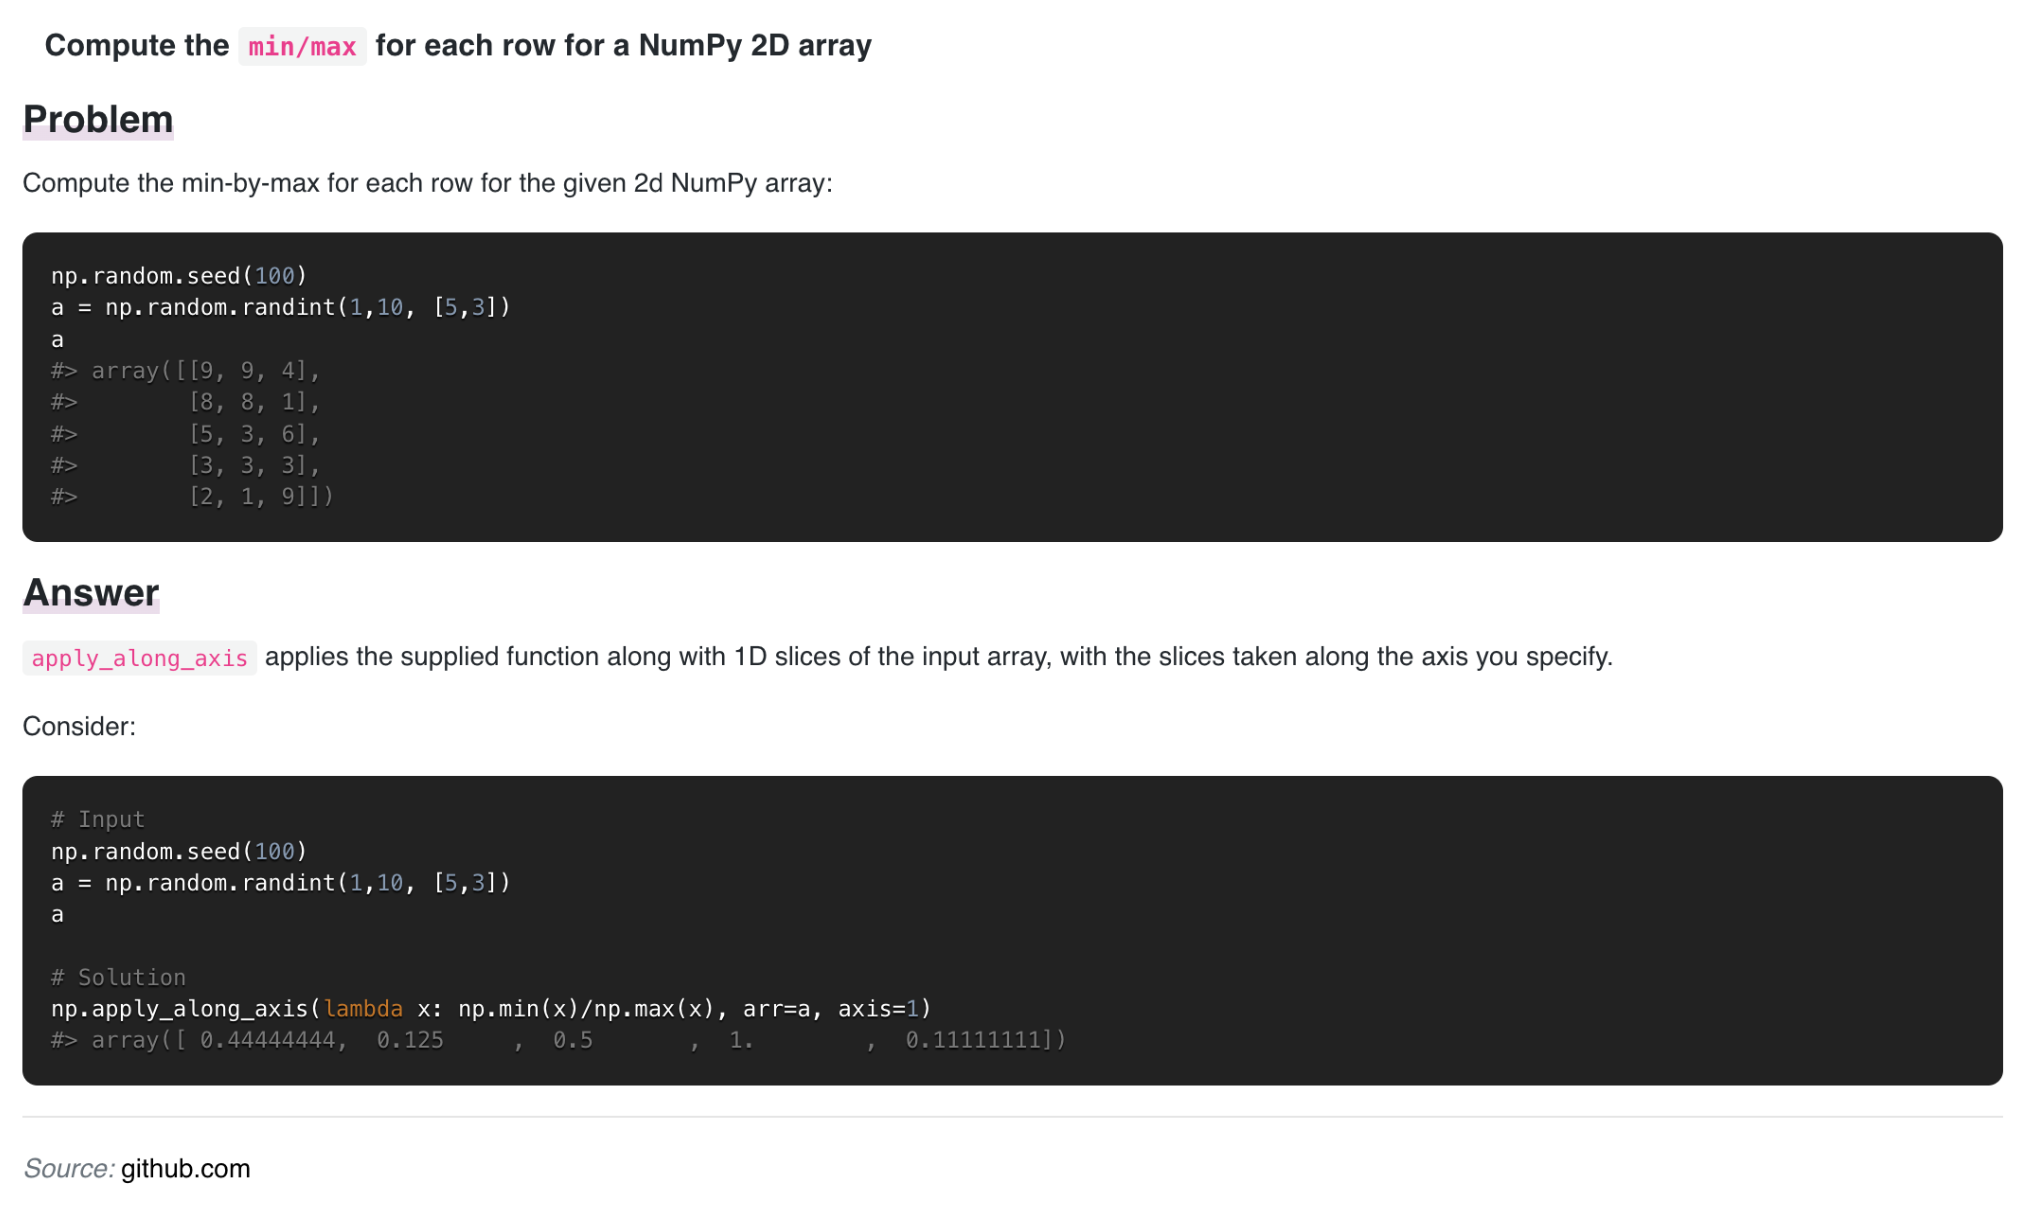 Compute the min/max for each row for a NumPy 2D array
Problem
Compute the min-by-max for each row for the given 2d NumPy array:
np.random.seed(100)
a = np.random.randint(1,10, [5,3])
a
#> array([[9, 9, 4],
#>        [8, 8, 1],
#>        [5, 3, 6],
#>        [3, 3, 3],
#>        [2, 1, 9]])
Answer
apply_along_axis applies the supplied function along with 1D slices of the input array, with the slices taken along the axis you specify.
Consider:
# Input
np.random.seed(100)
a = np.random.randint(1,10, [5,3])
a
# Solution
np.apply_along_axis(lambda x: np.min(x)/np.max(x), arr=a, axis=1)
#> array([ 0.44444444,  0.125     ,  0.5       ,  1.        ,  0.11111111])
Source: github.com